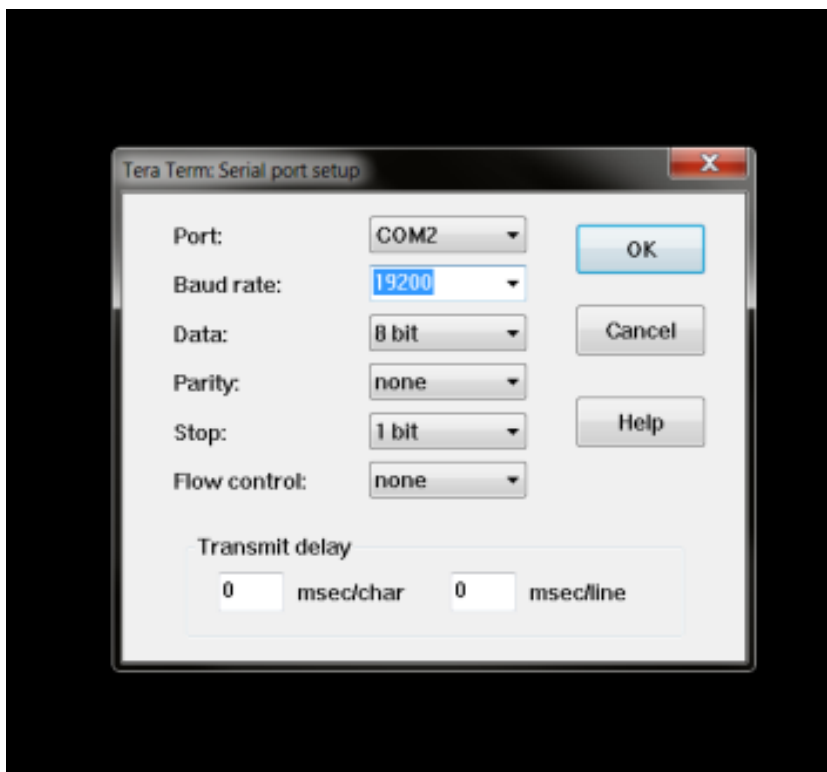 Tera Term: Serial port setup
Port: COM2 OK
Baud rate: 19200
Data: 8 bit Cancel
Parity: none
Stop: 1 bit Help
Flow control: none
Transmit delay
0 msec/char 0 msec/line